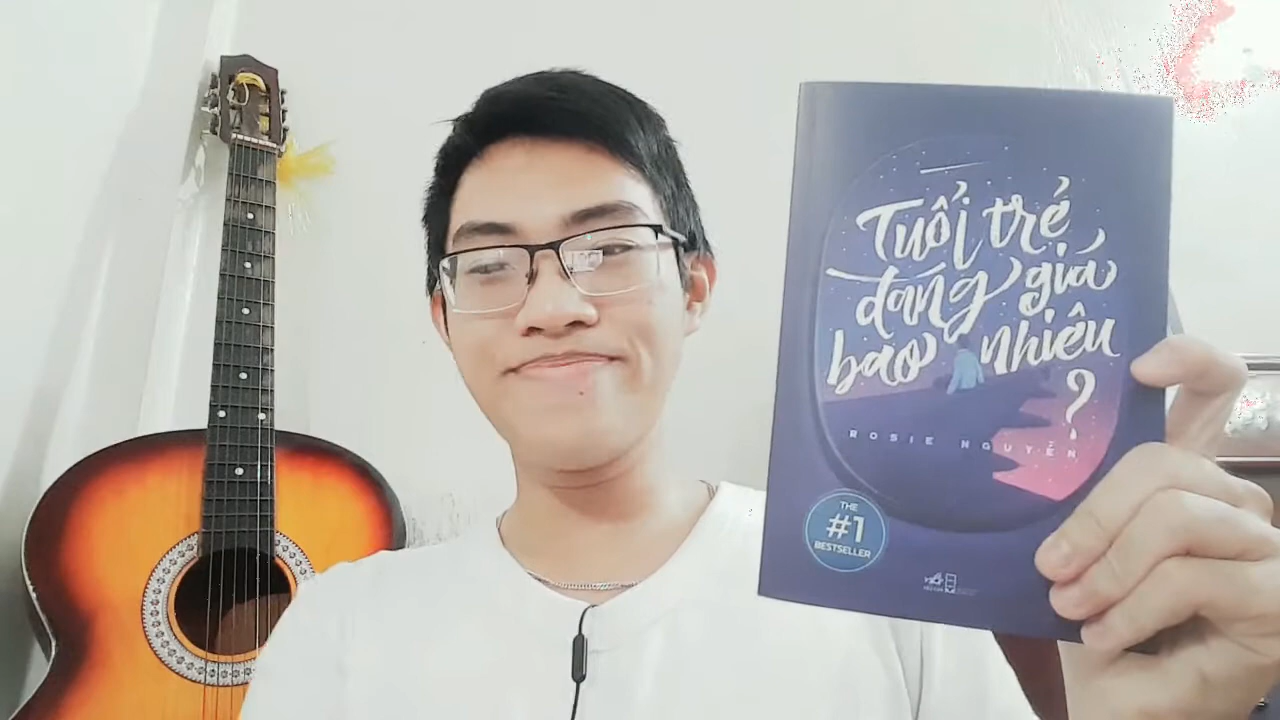 Tuổi trẻ
đáng giá
bao nhiêu
?
ROSIE NGUYỄN
THE
#1
BESTSELLER